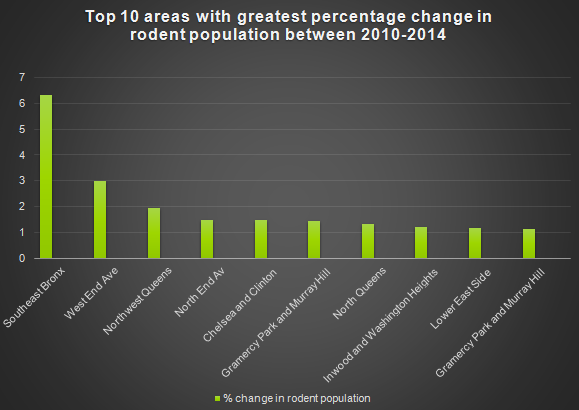 Top 10 areas with greatest percentage change in
rodent population between 2010-2014
7
6
5
4
3
2
1
0
Southeast Bronx
West End Ave
Northwest Queens
North End Av
Chelsea and Clinton
Gramercy Park and Murray Hill
North Queens
Inwood and Washington Heights
Lower East Side
Gramercy Park and Murray Hill
% change in rodent population